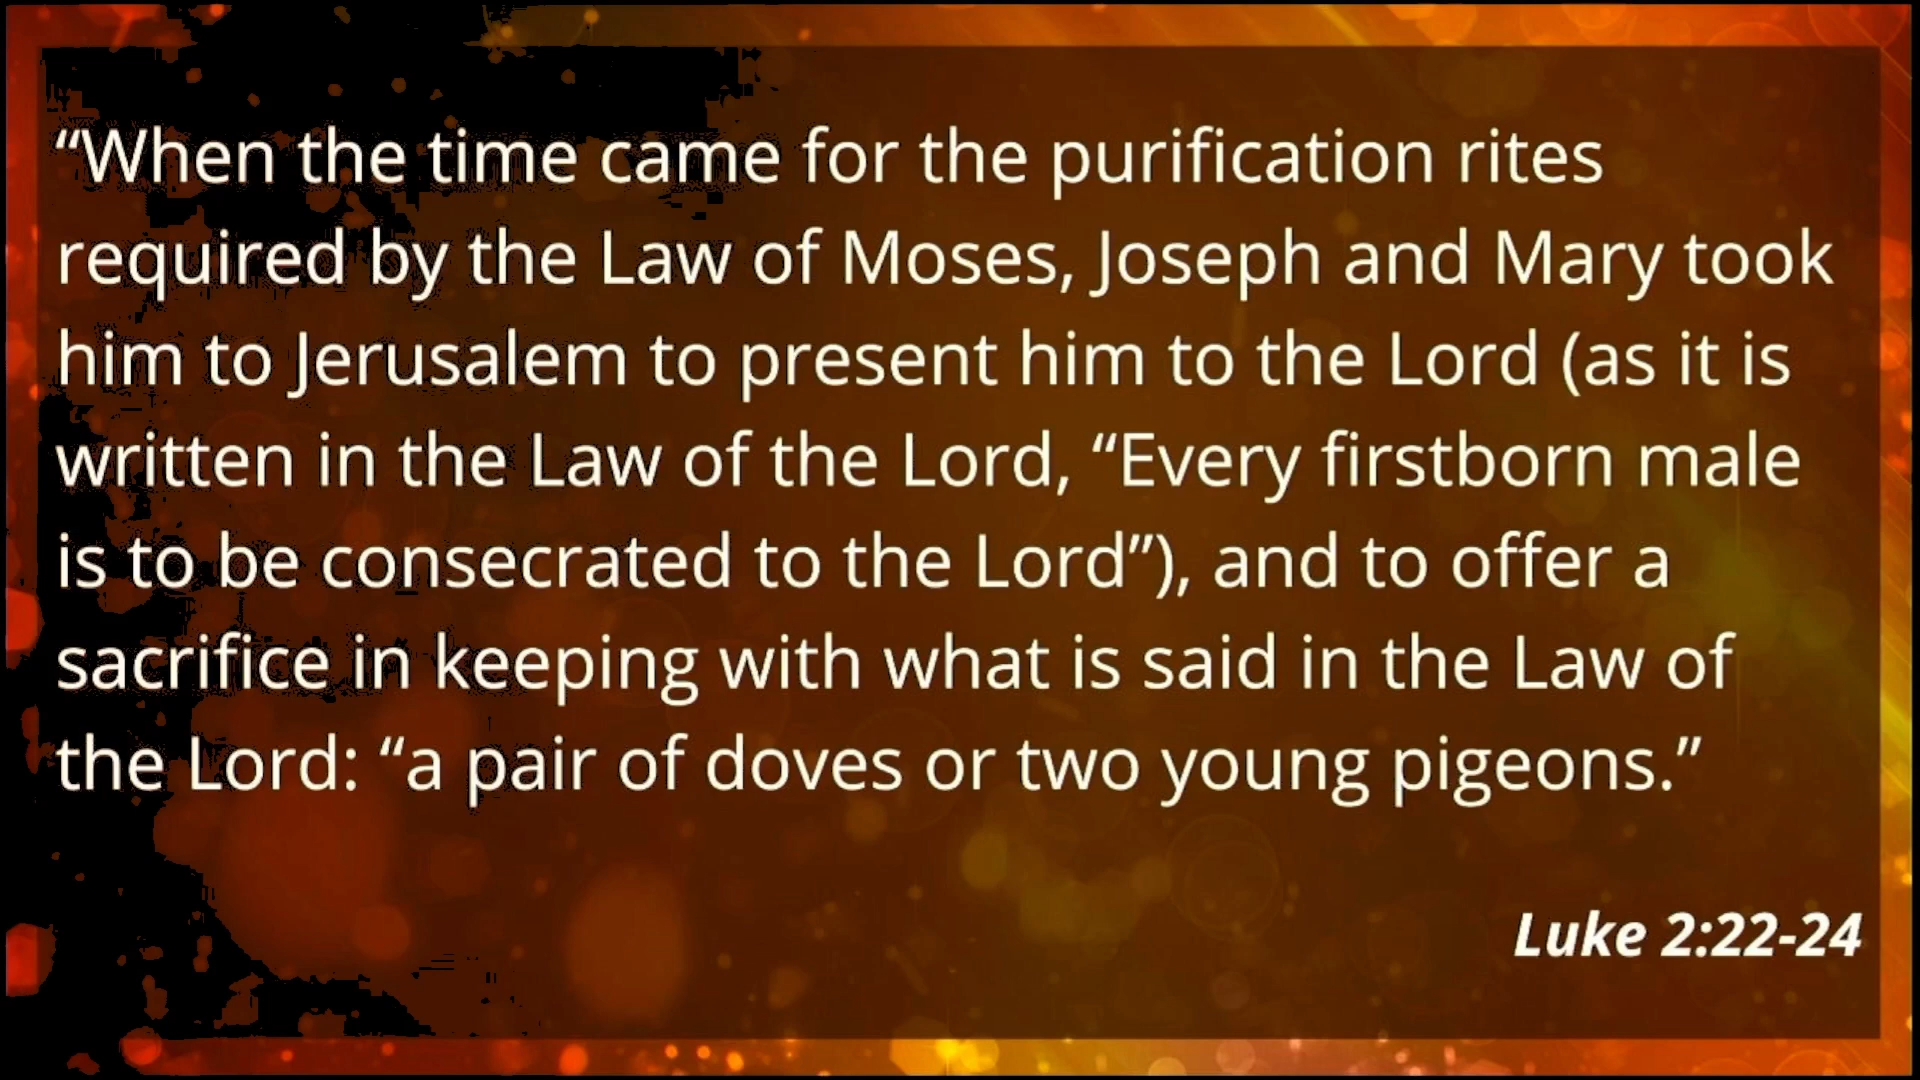 “When the time came for the purification rites
required by the Law of Moses, Joseph and Mary took
him to Jerusalem to present him to the Lord (as it is
written in the Law of the Lord, “Every firstborn male
is to be consecrated to the Lord”), and to offer a
sacrifice in keeping with what is said in the Law of
the Lord: “a pair of doves or two young pigeons.”
Luke 2:22-24